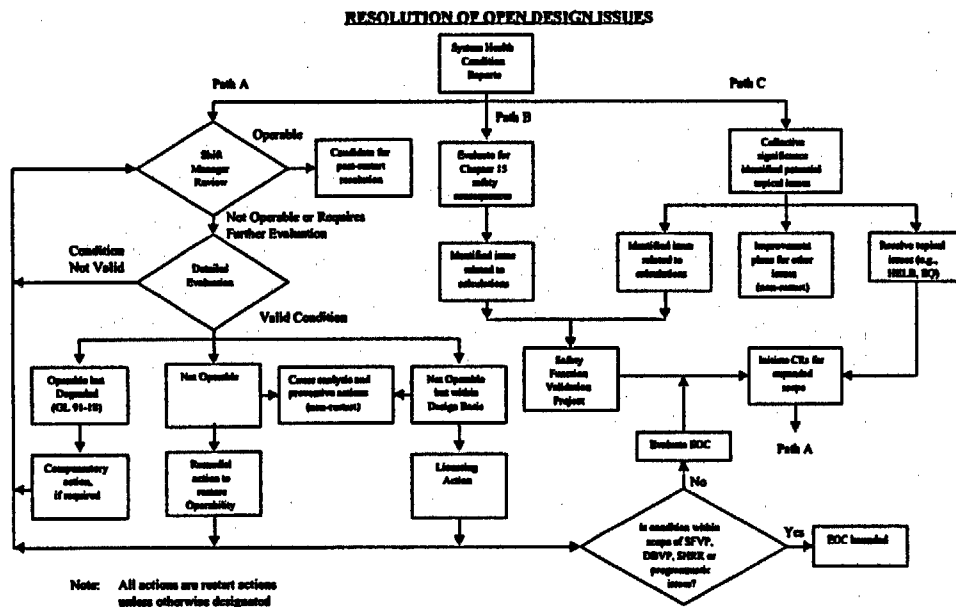 RESOLUTION OF OPEN DESIGN ISSUES
System Health
Condition
Reports
Path A
Path B
Path C
Shift
Manager
Review
Operable
Candidate for
post-restart
resolution
Evaluate for
Chapter 15
safety
consequences
Collective
significance
identified potential
topical issues
Not Operable or Requires
Further Evaluation
Condition
Not Valid
Detailed
Evaluation
Identified issue
related to
calculations
Identified issue
related to
calculations
Improvement
plans for other
issues
(non-restart)
Resolve topical
issues (e.g.,
HELB, EQ)
Valid Condition
Operable but
Degraded
(GL 91-18)
Not Operable
Cause analysis and
preventive actions
(non-restart)
Not Operable
but within
Design Basis
Safety
Function
Validation
Project
Initiate CRs for
expanded
scope
Path A
Evaluate EOC
Compensatory
action,
if required
Remedial
action to
restore
Operability
Licensing
Action
No
Is condition within
scope of SFVP,
DBVP, SHRR or
programmatic
issue?
Yes
EOC bounded
Note: All actions are restart actions
unless otherwise designated